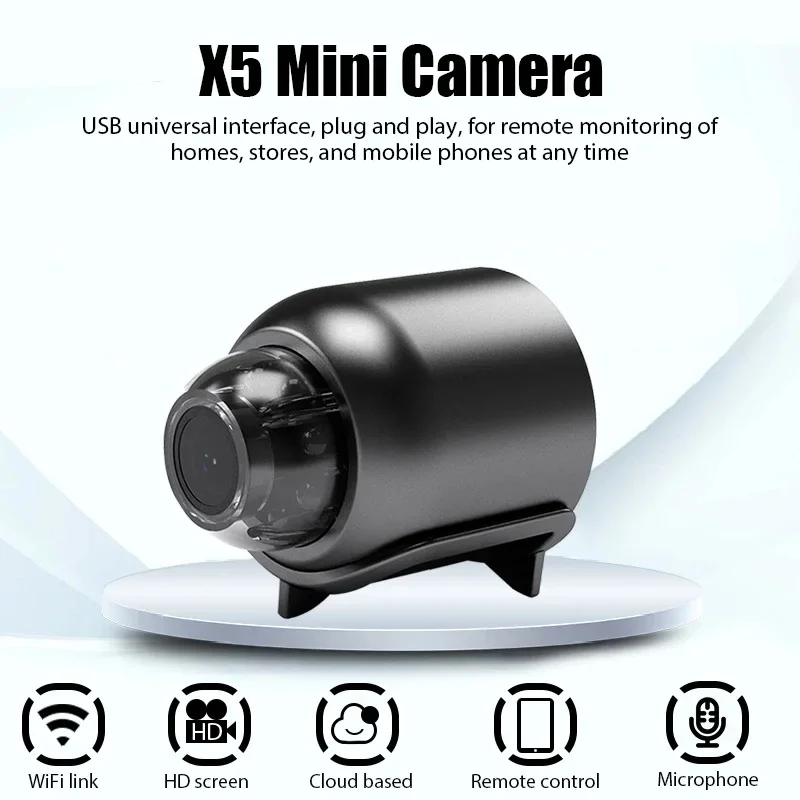 X5 Mini Camera
USB universal interface, plug and play, for remote monitoring of
homes, stores, and mobile phones at any time
HD
WiFi link
HD screen
Cloud based
Remote control
Microphone